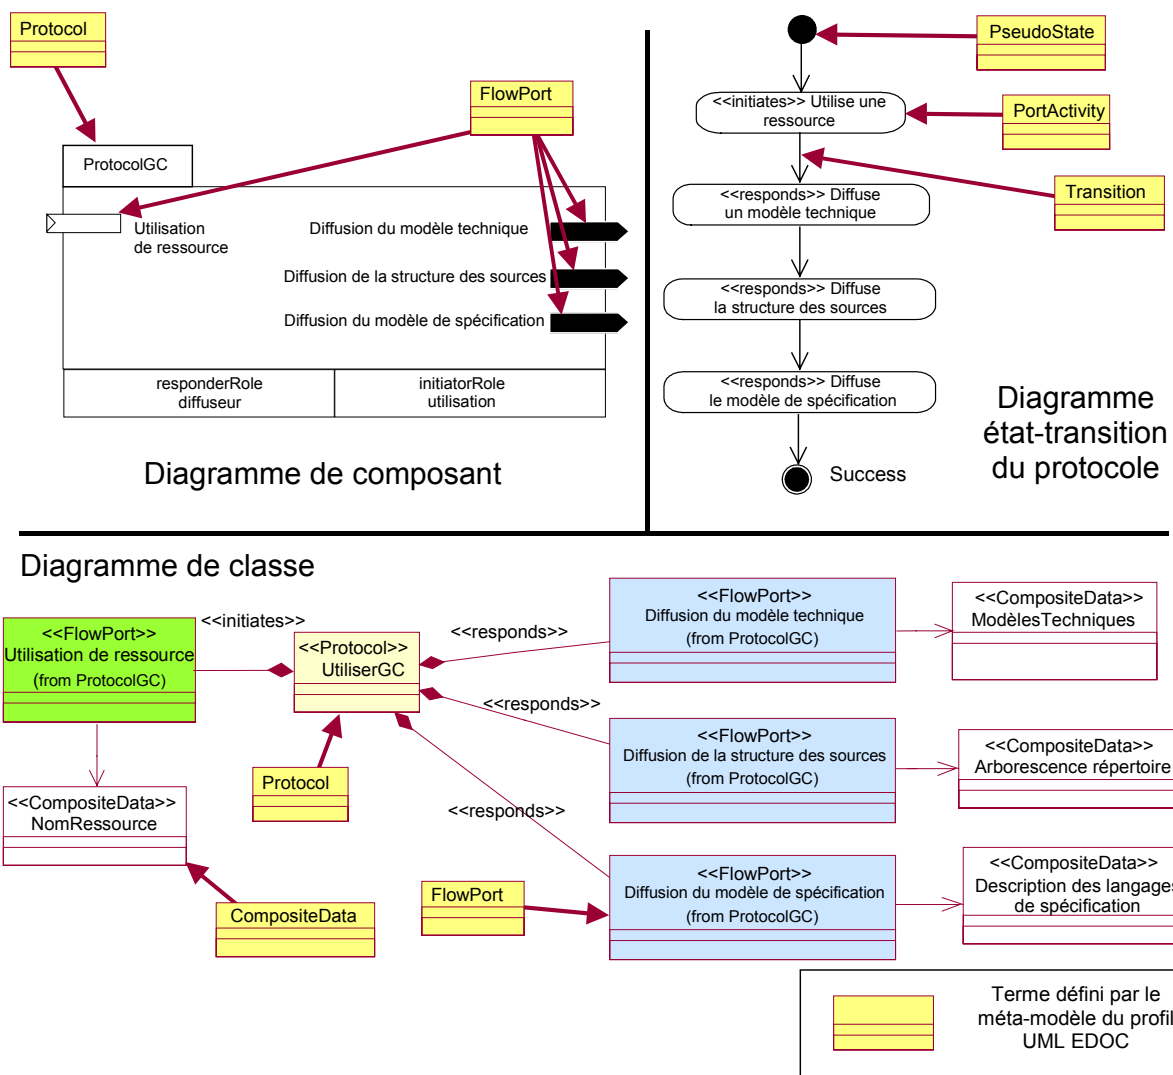 Protocol
FlowPort
ProtocolGC
Utilisation
de ressource
Diffusion du modèle technique
Diffusion de la structure des sources
Diffusion du modèle de spécification
responderRole
diffuseur
initiatorRole
utilisation
Diagramme de composant
PseudoState
<<initiates>> Utilise une
ressource
PortActivity
Transition
<<responds>> Diffuse
un modèle technique
<<responds>> Diffuse
la structure des sources
<<responds>> Diffuse
le modèle de spécification
Success
Diagramme
état-transition
du protocole
Diagramme de classe
<<FlowPort>>
Utilisation de ressource
(from ProtocolGC)
<<initiates>>
<<Protocol>>
UtiliserGC
<<responds>>
<<FlowPort>>
Diffusion du modèle technique
(from ProtocolGC)
<<CompositeData>>
ModèlesTechniques
<<responds>>
<<FlowPort>>
Diffusion de la structure des sources
(from ProtocolGC)
<<CompositeData>>
Arborescence répertoire
Protocol
<<CompositeData>>
NomRessource
<<responds>>
<<FlowPort>>
Diffusion du modèle de spécification
(from ProtocolGC)
<<CompositeData>>
Description des langages
de spécification
FlowPort
CompositeData
Terme défini par le
méta-modèle du profil
UML EDOC